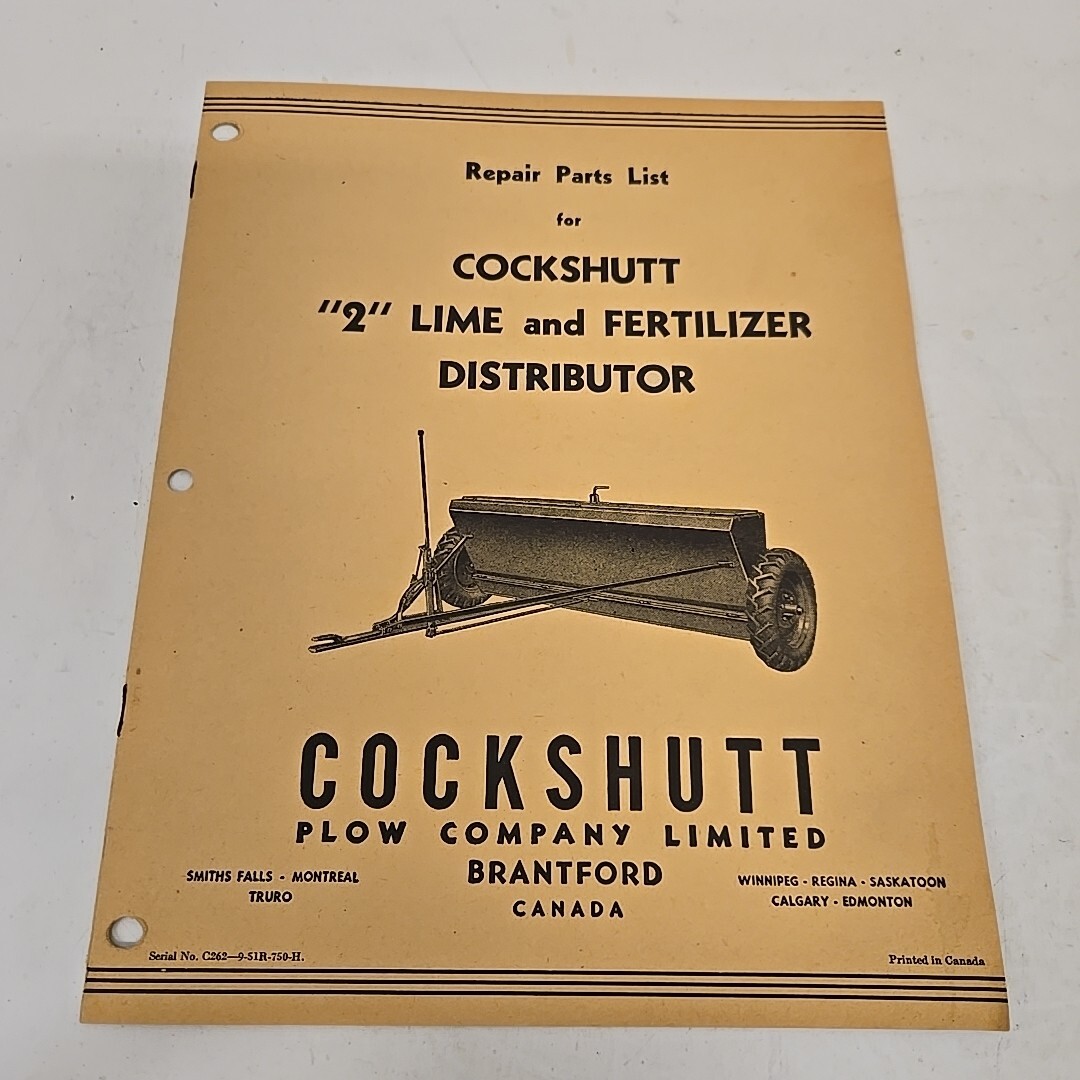 Repair Parts List
for
COCKSHUTT
"2" LIME and FERTILIZER
DISTRIBUTOR
COCKSHUTT
PLOW COMPANY LIMITED
BRANTFORD
CANADA
SMITHS FALLS - MONTREAL
TRURO
WINNIPEG - REGINA - SASKATOON
CALGARY - EDMONTON
Serial No. C262—9-51R-750-H.
Printed in Canada